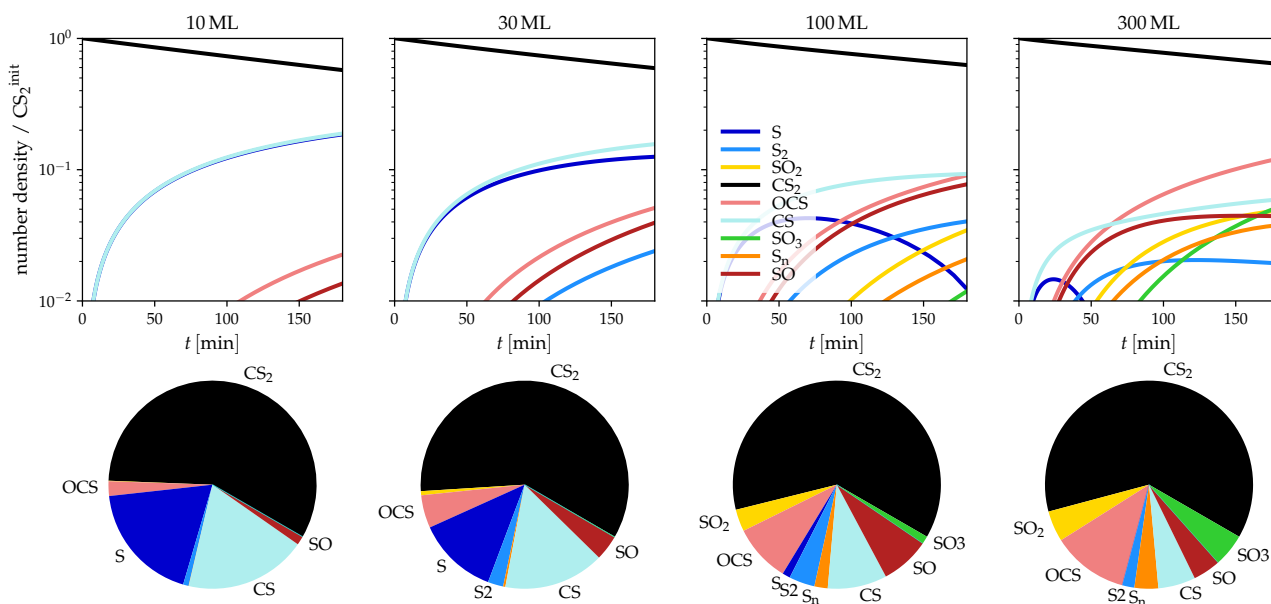 10 ML
30 ML
100 ML
300 ML
number density / CS₂ⁱⁿⁱᵗ
10⁰
10⁻¹
10⁻²
0 50 100 150
t [min]
0 50 100 150
t [min]
S
S₂
SO₂
CS₂
OCS
CS
SO₃
Sₙ
SO
0 50 100 150
t [min]
0 50 100 150
t [min]
CS₂
OCS
S
CS
SO
CS₂
OCS
S
S2
CS
SO
CS₂
SO₂
OCS
S
S2
Sₙ
CS
SO
SO3
CS₂
SO₂
OCS
S2
Sₙ
CS
SO
SO3